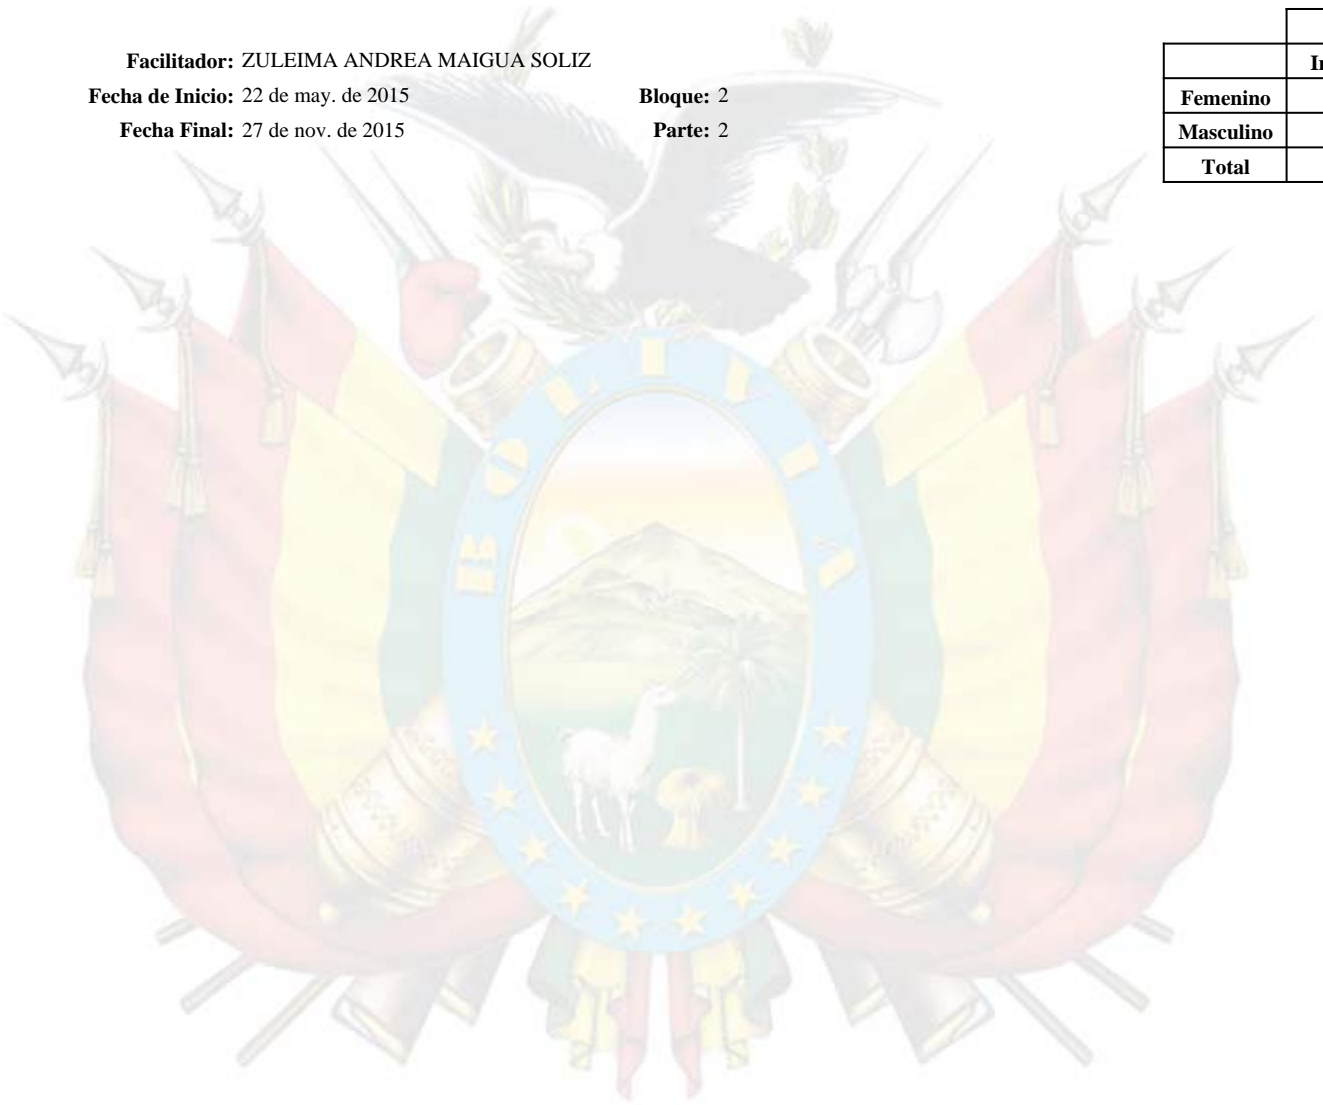 Facilitador: ZULEIMA ANDREA MAIGUA SOLIZ
Fecha de Inicio: 22 de may. de 2015 Bloque: 2
Fecha Final: 27 de nov. de 2015 Parte: 2
Femenino
Masculino
Total
BOLIVIA